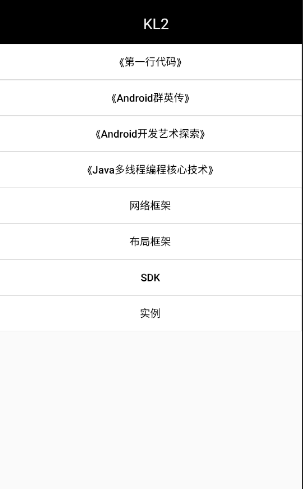 KL2
《第一行代码》
《Android群英传》
《Android开发艺术探索》
《Java多线程编程核心技术》
网络框架
布局框架
SDK
实例